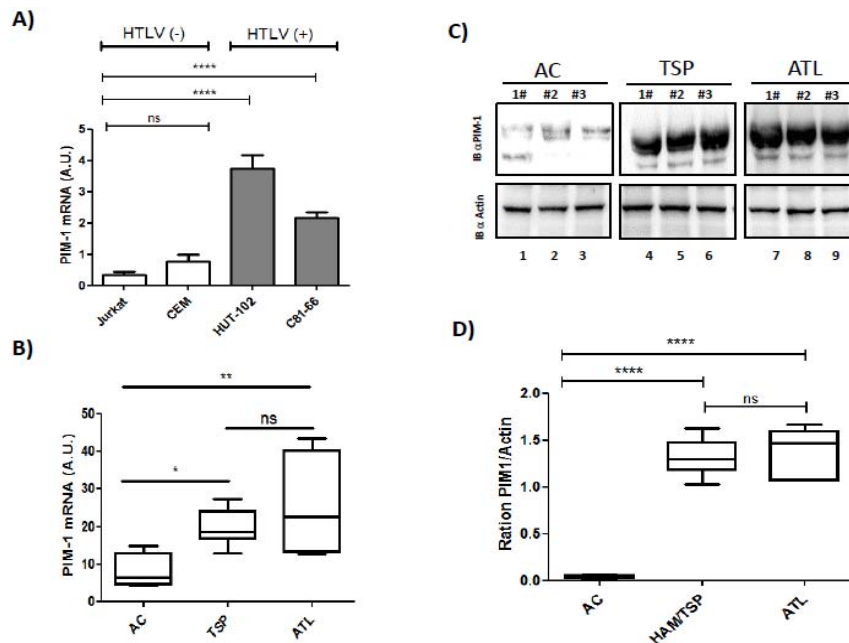 A)
HTLV (-) HTLV (+)
****
****
ns
PIM-1 mRNA (A.U.)
5
4
3
2
1
0
Jurkat CEM HUT-102 C81-66
B)
**
ns
*
PIM-1 mRNA (A.U.)
50
40
30
20
10
0
AC TSP ATL
C)
AC TSP ATL
1# #2 #3 1# #2 #3 1# #2 #3
IB αPIM-1
IB α Actin
1 2 3 4 5 6 7 8 9
D)
****
****
ns
Ration PIM1/Actin
2.0
1.5
1.0
0.5
0.0
AC HAM/TSP ATL